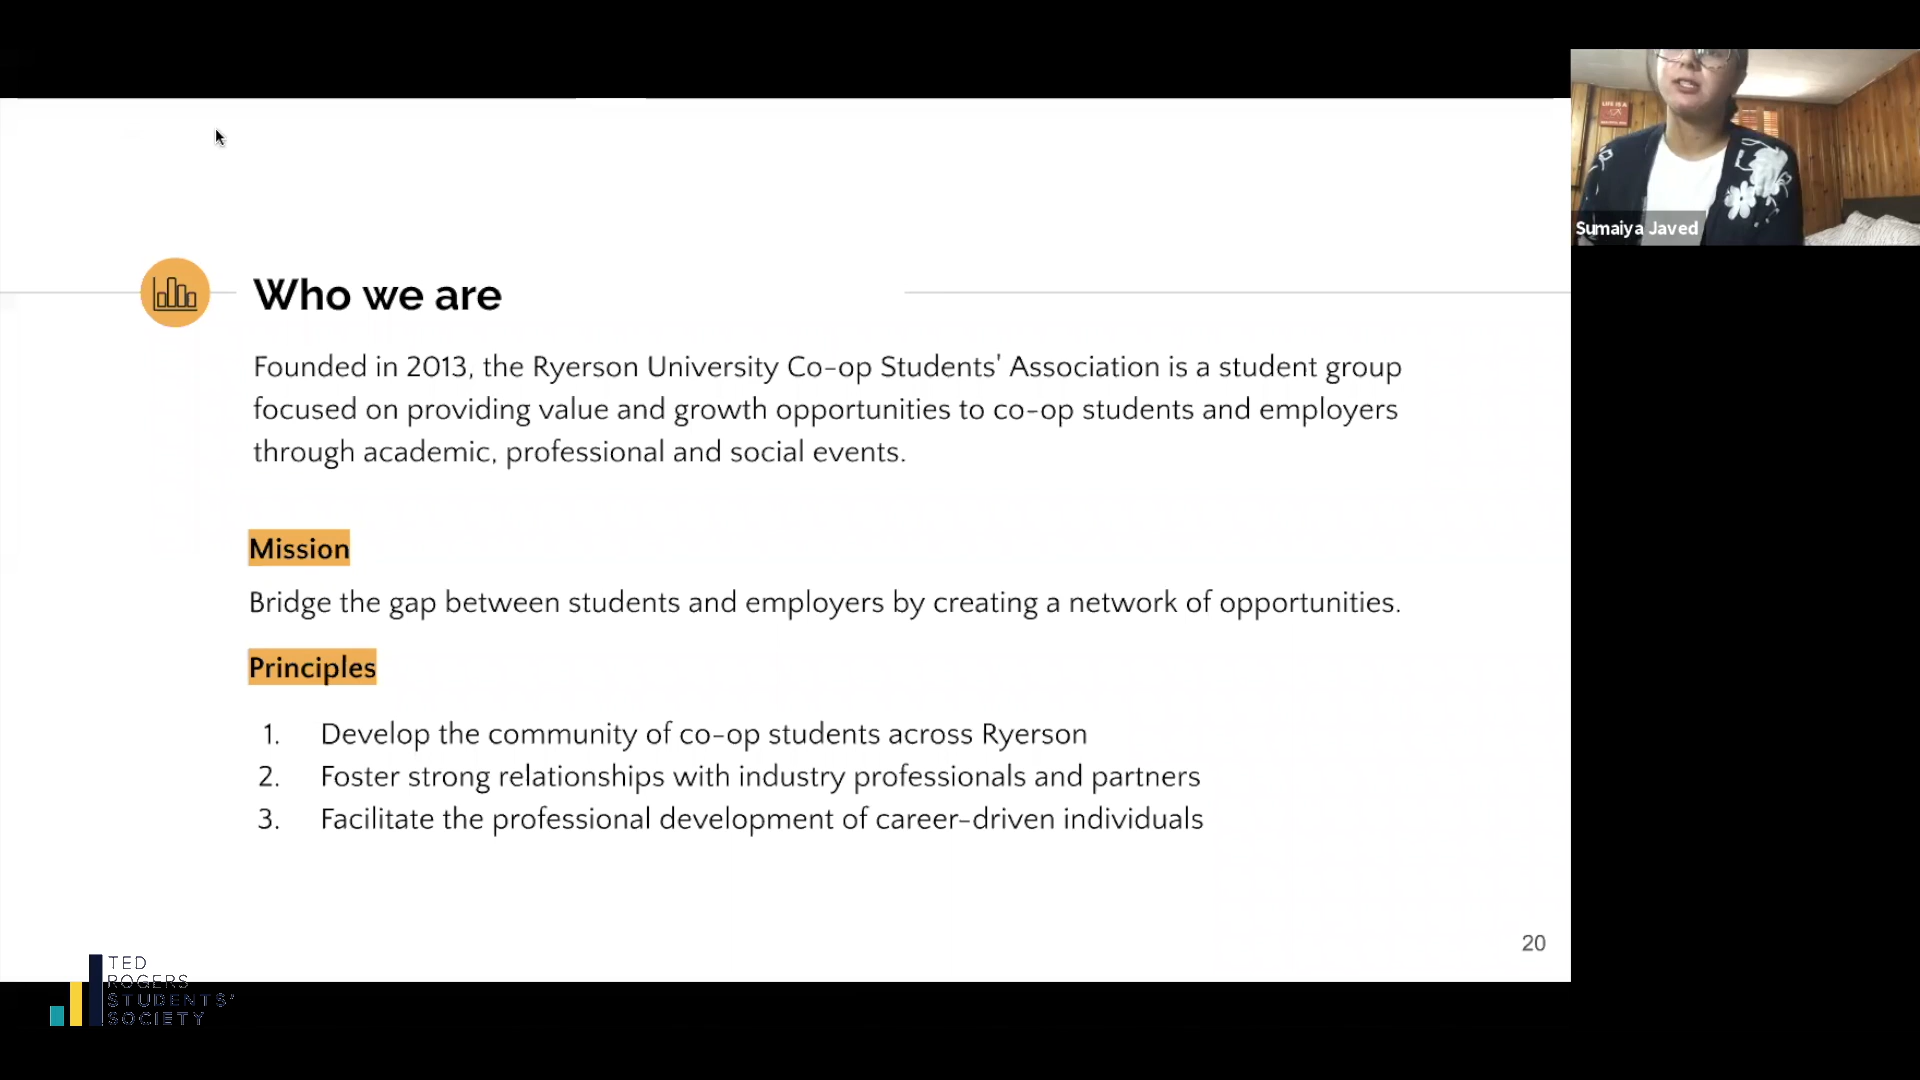 Who we are
Founded in 2013, the Ryerson University Co-op Students' Association is a student group
focused on providing value and growth opportunities to co-op students and employers
through academic, professional and social events.
Mission
Bridge the gap between students and employers by creating a network of opportunities.
Principles
1. Develop the community of co-op students across Ryerson
2. Foster strong relationships with industry professionals and partners
3. Facilitate the professional development of career-driven individuals
20
TED
ROGERS
STUDENTS'
SOCIETY
LIFE IS A
Sumaiya Javed